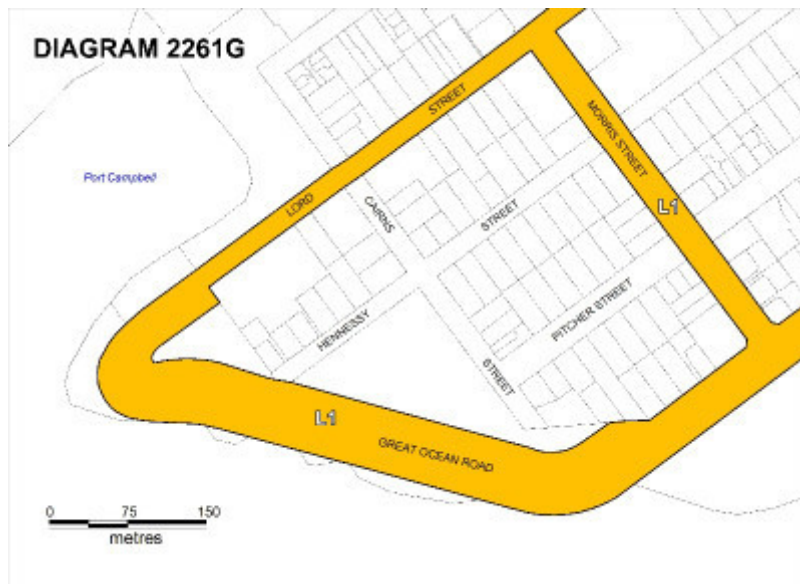 DIAGRAM 2261G
Port Campbell
LORD
STREET
MORRIS STREET
L1
CAIRNS
STREET
HENNESSY
STREET
PITCHER STREET
L1
GREAT OCEAN ROAD
0 75 150
metres